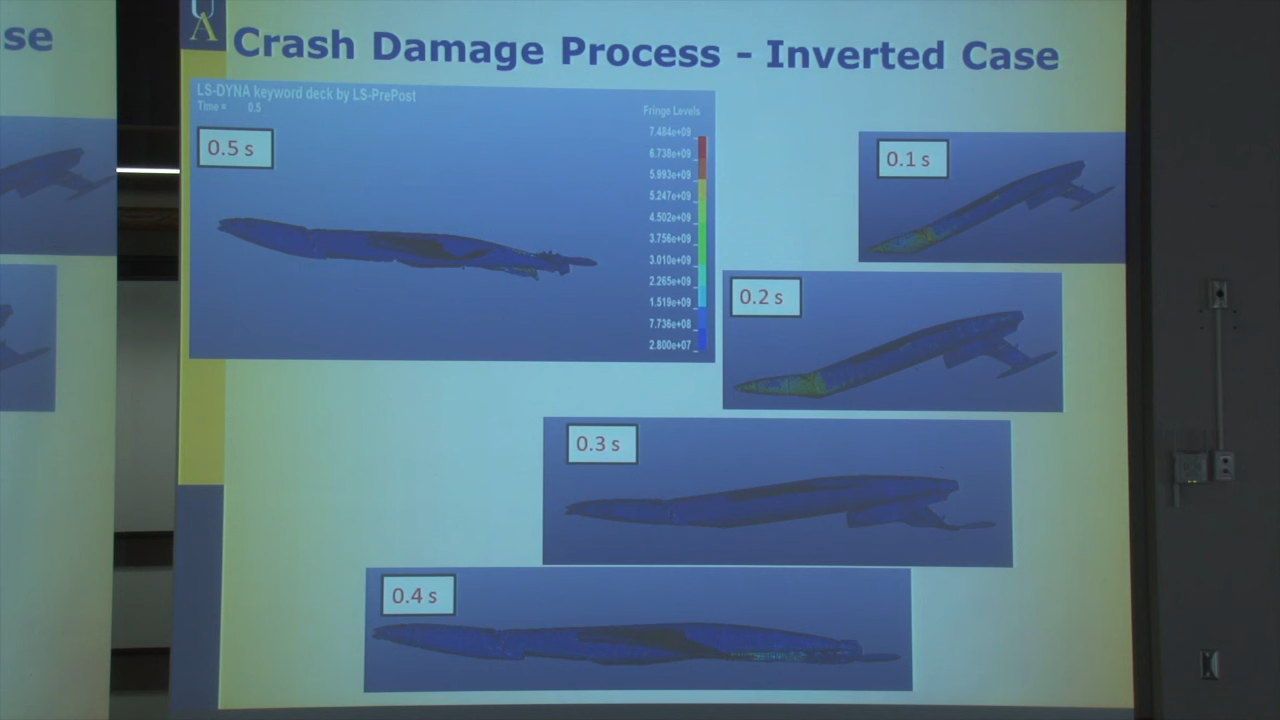 se
UA
Crash Damage Process - Inverted Case
LS-DYNA keyword deck by LS-PrePost
Time = 0.5
0.5 s
Fringe Levels
7.484e+09
6.738e+09
5.993e+09
5.247e+09
4.502e+09
3.756e+09
3.010e+09
2.265e+09
1.519e+09
7.736e+08
2.800e+07
0.1 s
0.2 s
0.3 s
0.4 s